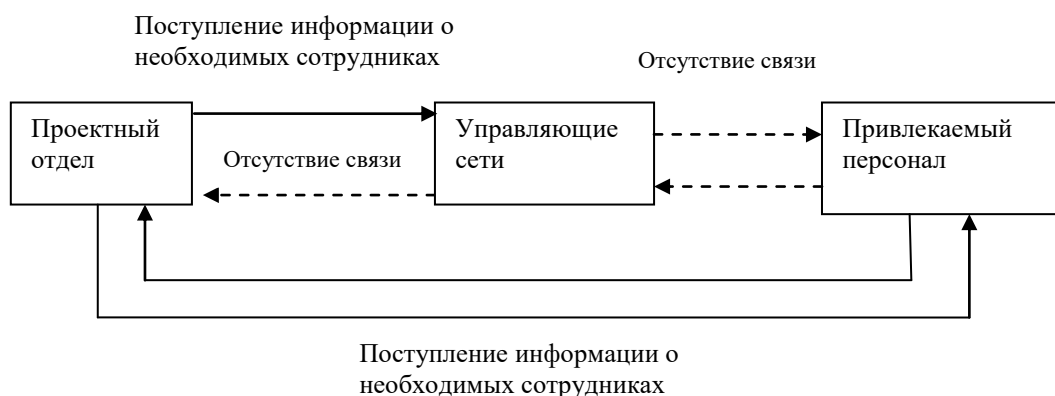 Поступление информации о
необходимых сотрудниках
Отсутствие связи
Проектный
отдел
Отсутствие связи
Управляющие
сети
Привлекаемый
персонал
Поступление информации о
необходимых сотрудниках